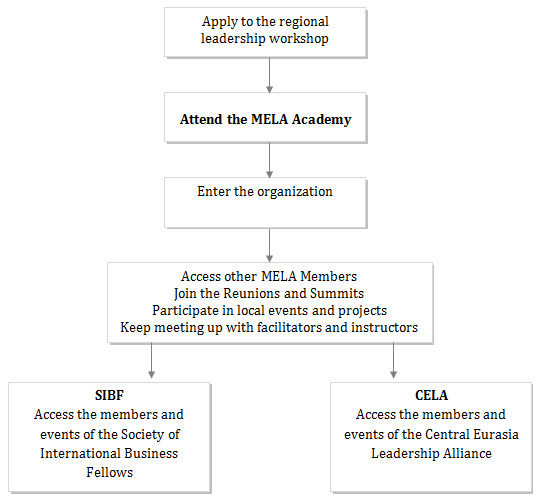 Apply to the regional
leadership workshop
Attend the MELA Academy
Enter the organization
Access other MELA Members
Join the Reunions and Summits
Participate in local events and projects
Keep meeting up with facilitators and instructors
SIBF
Access the members and
events of the Society of
International Business
Fellows
CELA
Access the members and
events of the Central Eurasia
Leadership Alliance